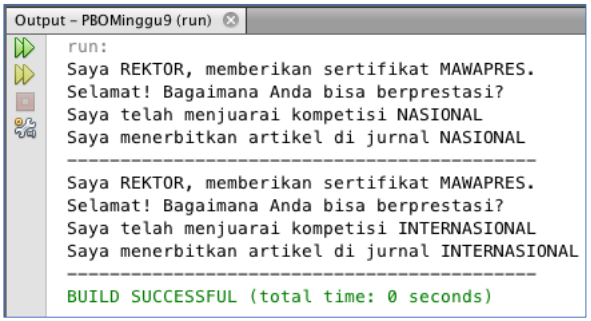 Output – PBOMinggu9 (run)
run:
Saya REKTOR, memberikan sertifikat MAWAPRES.
Selamat! Bagaimana Anda bisa berprestasi?
Saya telah menjuarai kompetisi NASIONAL
Saya menerbitkan artikel di jurnal NASIONAL
---------------------------------------------
Saya REKTOR, memberikan sertifikat MAWAPRES.
Selamat! Bagaimana Anda bisa berprestasi?
Saya telah menjuarai kompetisi INTERNASIONAL
Saya menerbitkan artikel di jurnal INTERNASIONAL
---------------------------------------------
BUILD SUCCESSFUL (total time: 0 seconds)